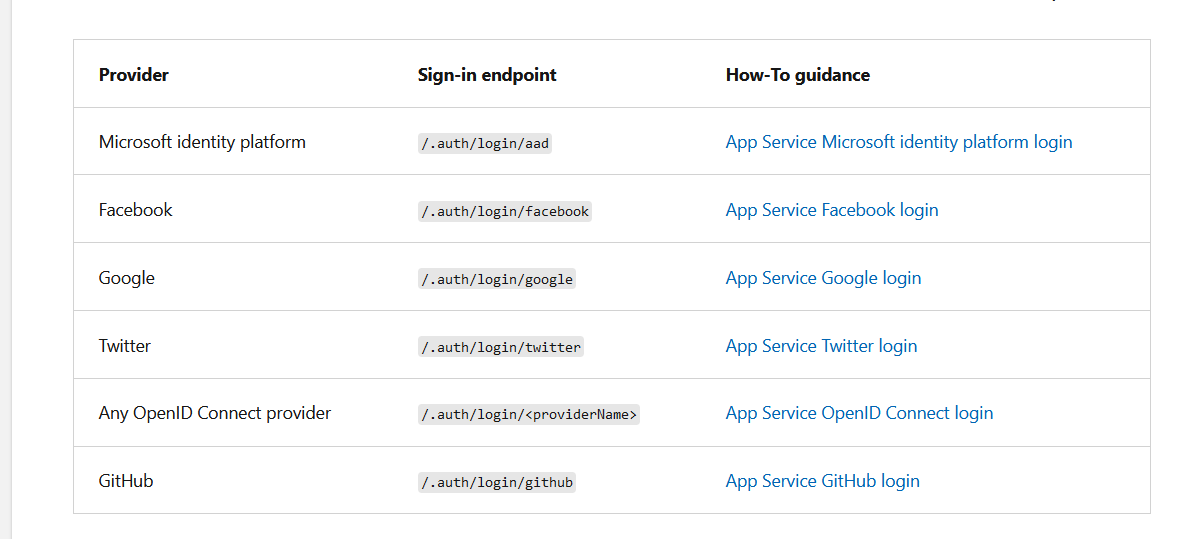 Provider Sign-in endpoint How-To guidance
Microsoft identity platform /.auth/login/aad App Service Microsoft identity platform login
Facebook /.auth/login/facebook App Service Facebook login
Google /.auth/login/google App Service Google login
Twitter /.auth/login/twitter App Service Twitter login
Any OpenID Connect provider /.auth/login/<providerName> App Service OpenID Connect login
GitHub /.auth/login/github App Service GitHub login